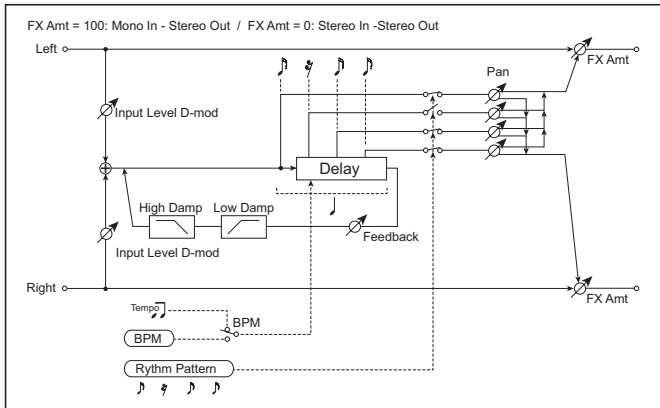 FX Amt = 100: Mono In - Stereo Out / FX Amt = 0: Stereo In -Stereo Out
Left
FX Amt
Pan
Input Level D-mod
Delay
High Damp
Low Damp
Feedback
Input Level D-mod
Right
FX Amt
Tempo
BPM
BPM
Rythm Pattern